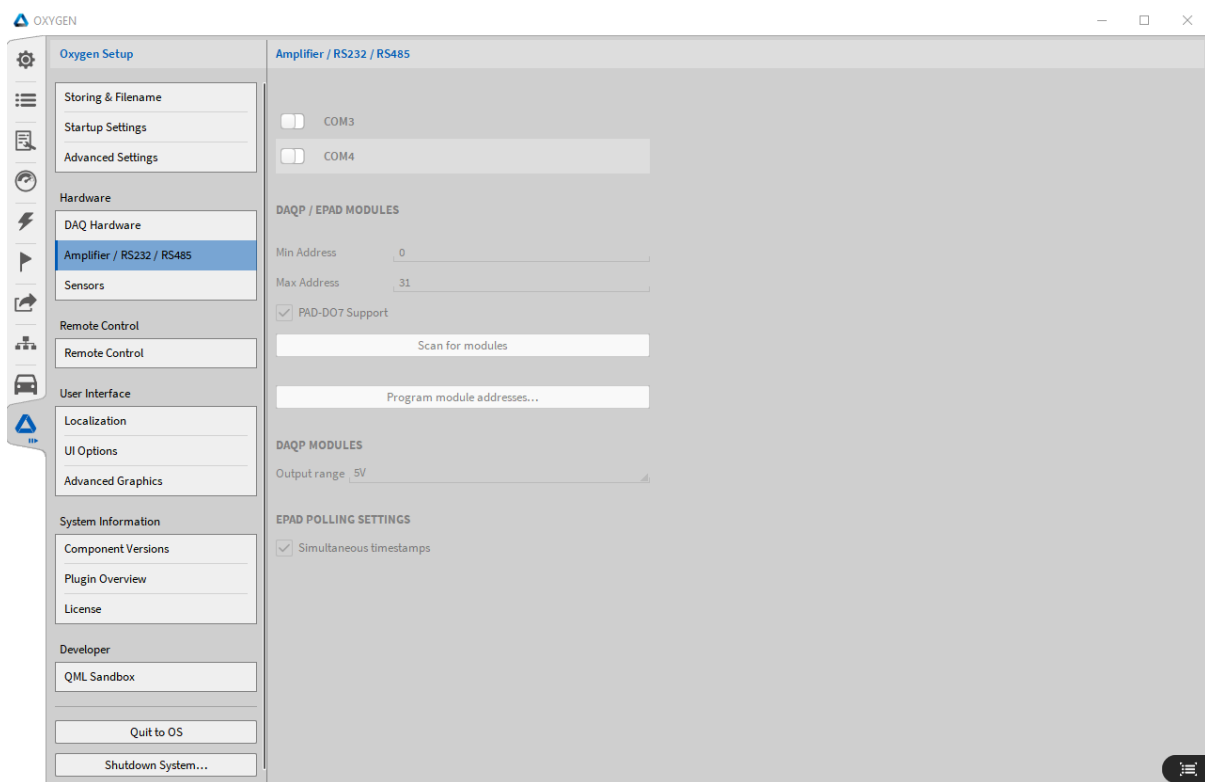 OXYGEN
Oxygen Setup
Storing & Filename
Startup Settings
Advanced Settings
Hardware
DAQ Hardware
Amplifier / RS232 / RS485
Sensors
Remote Control
Remote Control
User Interface
Localization
UI Options
Advanced Graphics
System Information
Component Versions
Plugin Overview
License
Developer
QML Sandbox
Quit to OS
Shutdown System...
Amplifier / RS232 / RS485
COM3
COM4
DAQP / EPAD MODULES
Min Address 0
Max Address 31
PAD-DO7 Support
Scan for modules
Program module addresses...
DAQP MODULES
Output range 5V
EPAD POLLING SETTINGS
Simultaneous timestamps